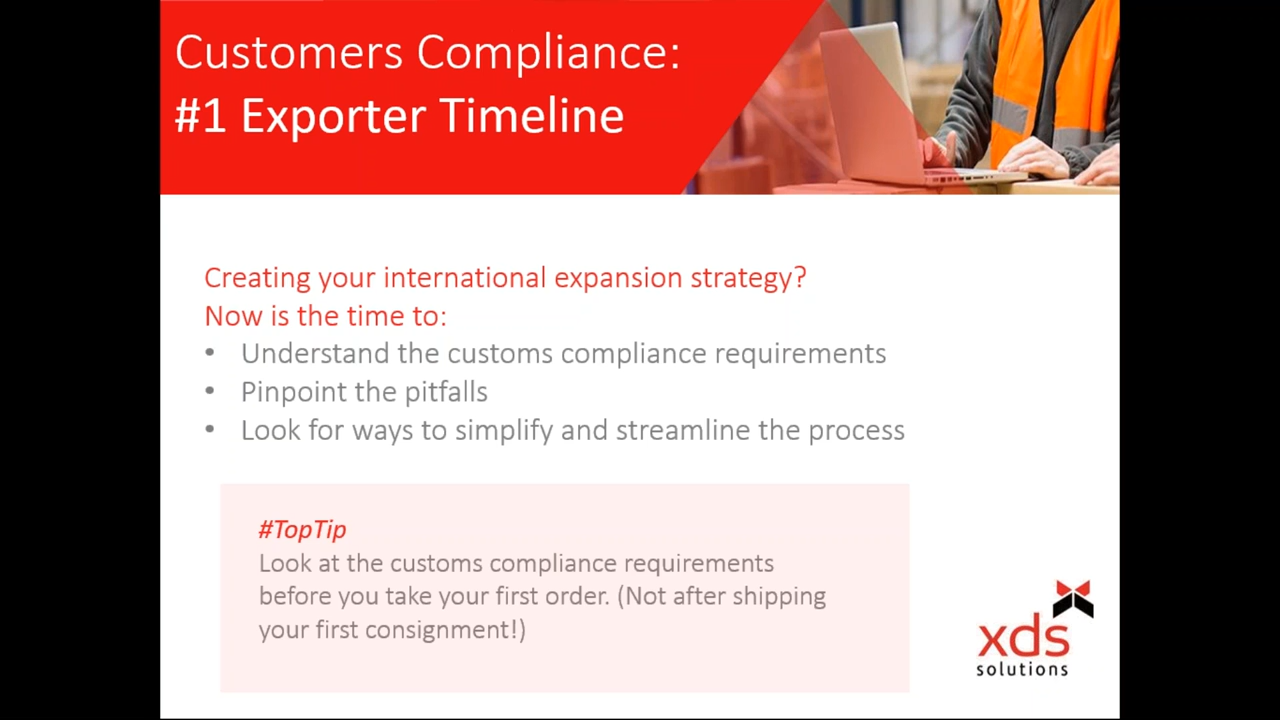 Customers Compliance:
#1 Exporter Timeline
Creating your international expansion strategy?
Now is the time to:
• Understand the customs compliance requirements
• Pinpoint the pitfalls
• Look for ways to simplify and streamline the process
#TopTip
Look at the customs compliance requirements
before you take your first order. (Not after shipping
your first consignment!)
xds
solutions